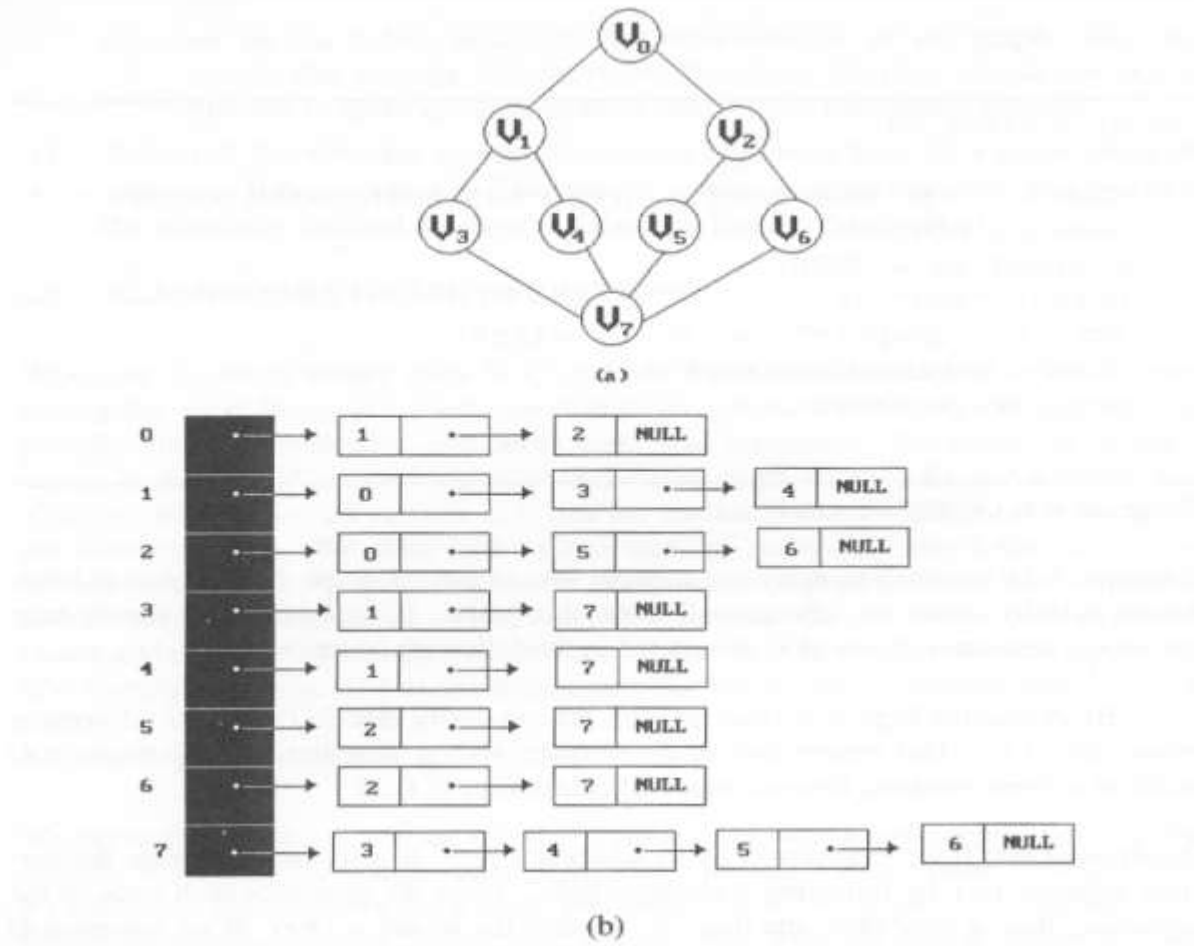 V0
V1 V2
V3 V4 V5 V6
V7
(a)
0 1 2 NULL
1 0 3 4 NULL
2 0 5 6 NULL
3 1 7 NULL
4 1 7 NULL
5 2 7 NULL
6 2 7 NULL
7 3 4 5 6 NULL
(b)